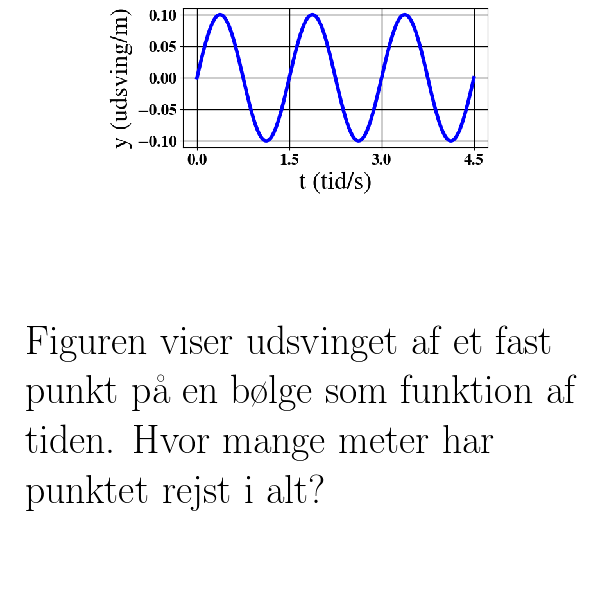 0.10
0.05
0.00
−0.05
−0.10
y (udsving/m)
0.0 1.5 3.0 4.5
t (tid/s)
Figuren viser udsvinget af et fast
punkt på en bølge som funktion af
tiden. Hvor mange meter har
punktet rejst i alt?